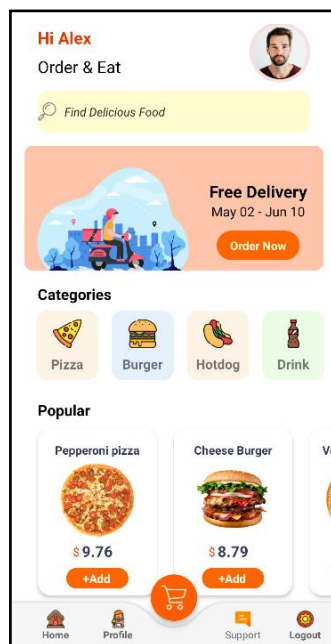 Hi Alex
Order & Eat
Find Delicious Food
Free Delivery
May 02 - Jun 10
Order Now
Categories
Pizza Burger Hotdog Drink
Popular
Pepperoni pizza Cheese Burger
$ 9.76 $ 8.79
+Add +Add
Home Profile Support Logout